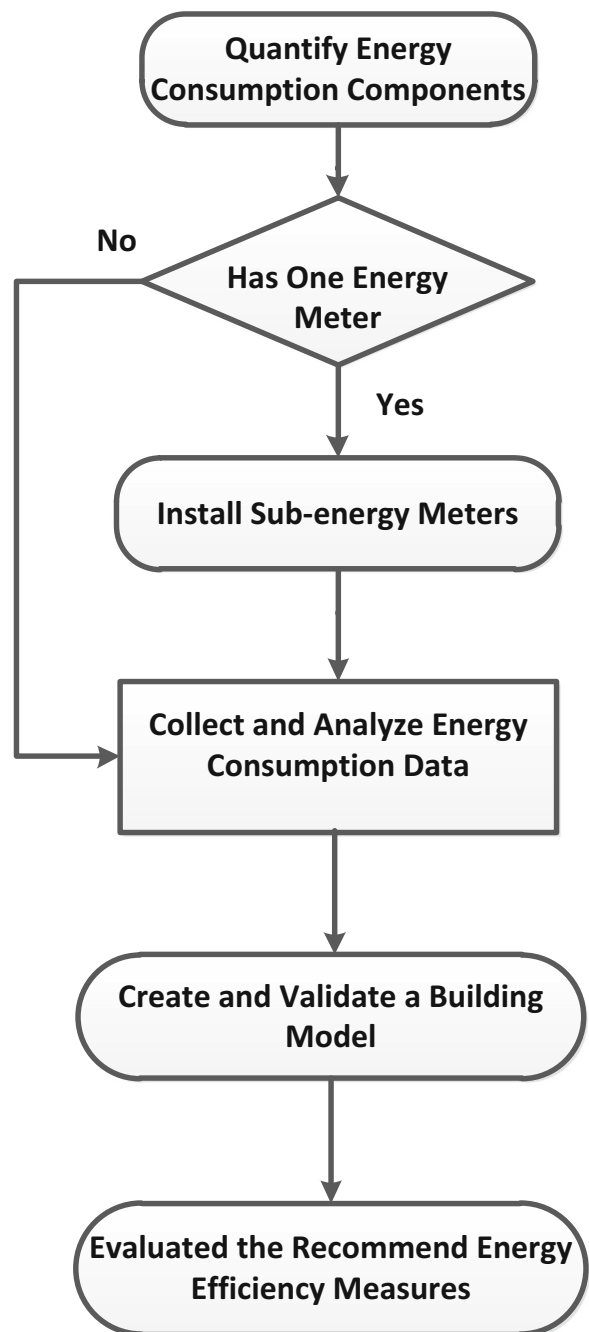 Quantify Energy
Consumption Components
No
Has One Energy
Meter
Yes
Install Sub-energy Meters
Collect and Analyze Energy
Consumption Data
Create and Validate a Building
Model
Evaluated the Recommend Energy
Efficiency Measures